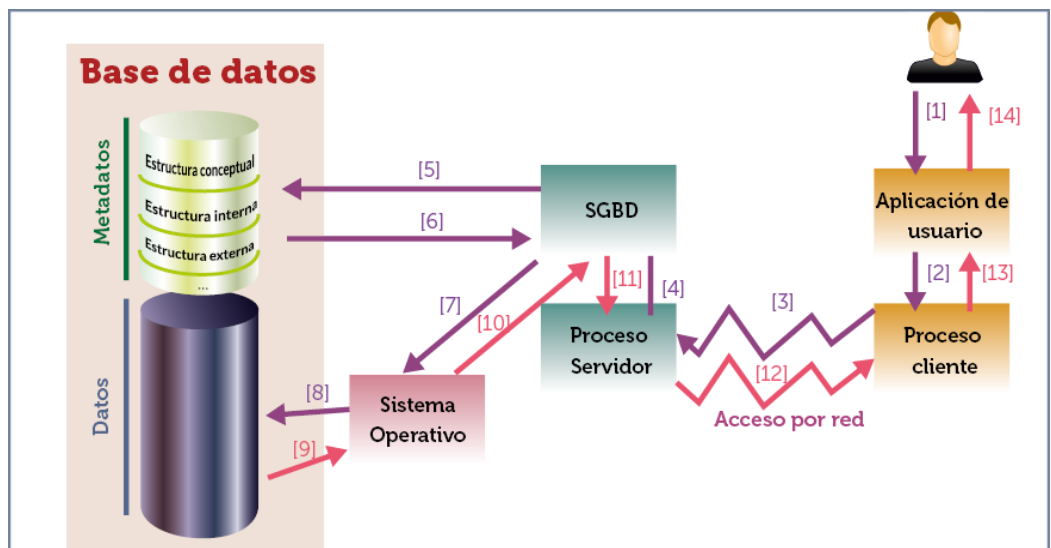 Base de datos
Metadatos
Estructura conceptual
Estructura interna
Estructura externa
...
Datos
[5]
[6]
SGBD
[7]
[10]
[11]
[4]
[8]
[9]
Sistema
Operativo
Proceso
Servidor
[3]
[12]
Acceso por red
[1]
[14]
Aplicación de
usuario
[2]
[13]
Proceso
cliente